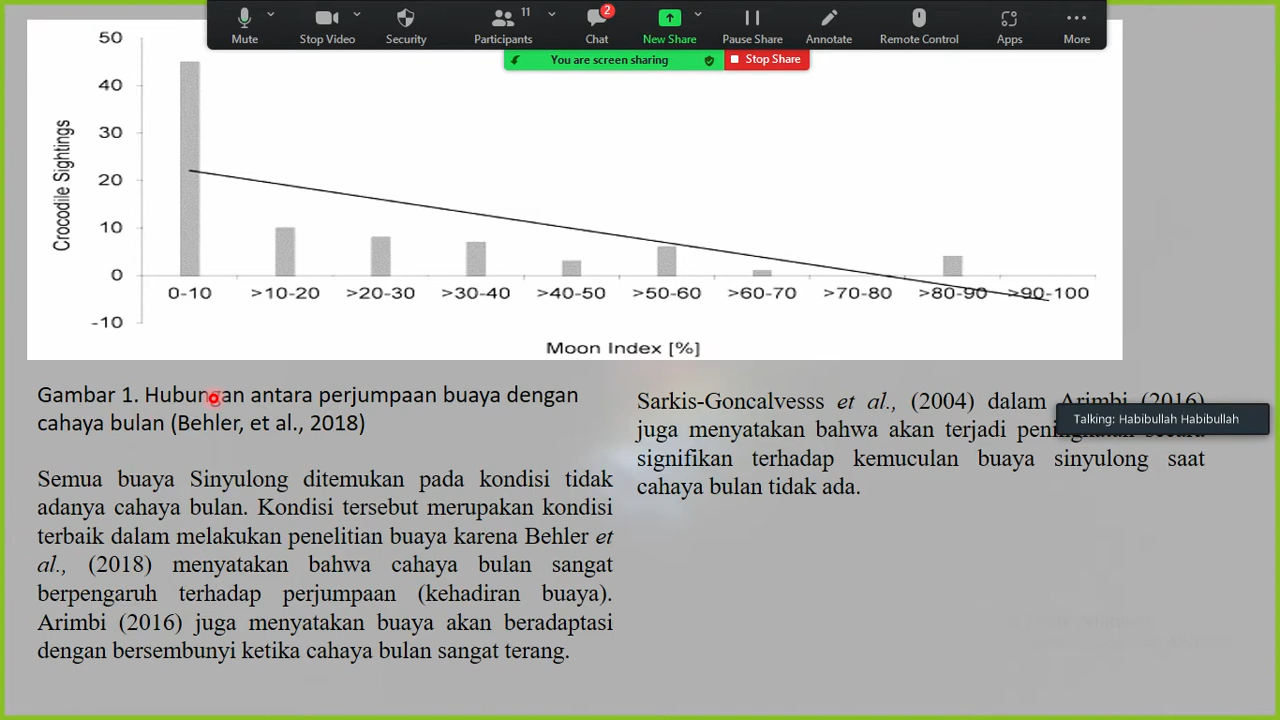 Mute
Stop Video
Security
Participants
11
Chat
2
New Share
Pause Share
Annotate
Remote Control
Apps
More
You are screen sharing
Stop Share
Crocodile Sightings
50
40
30
20
10
0
-10
0-10 >10-20 >20-30 >30-40 >40-50 >50-60 >60-70 >70-80 >80-90 >90-100
Moon Index [%]
Gambar 1. Hubungan antara perjumpaan buaya dengan
cahaya bulan (Behler, et al., 2018)
Semua buaya Sinyulong ditemukan pada kondisi tidak
adanya cahaya bulan. Kondisi tersebut merupakan kondisi
terbaik dalam melakukan penelitian buaya karena Behler et
al., (2018) menyatakan bahwa cahaya bulan sangat
berpengaruh terhadap perjumpaan (kehadiran buaya).
Arimbi (2016) juga menyatakan buaya akan beradaptasi
dengan bersembunyi ketika cahaya bulan sangat terang.
Sarkis-Goncalvesss et al., (2004) dalam Arimbi (2016)
juga menyatakan bahwa akan terjadi peningkatan secara
signifikan terhadap kemuculan buaya sinyulong saat
cahaya bulan tidak ada.
Talking: Habibullah Habibullah